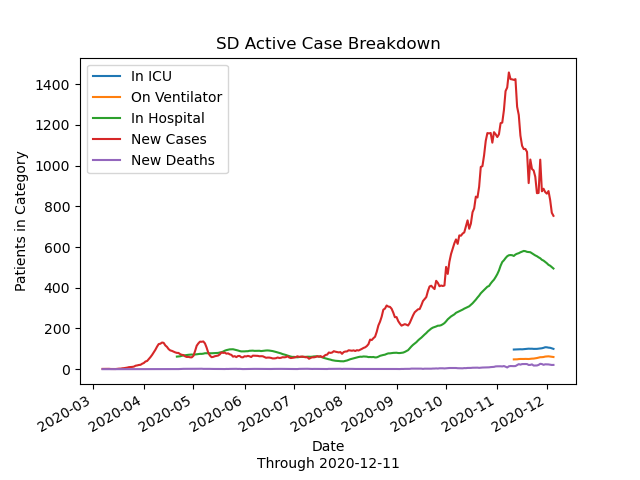 SD Active Case Breakdown
In ICU
On Ventilator
In Hospital
New Cases
New Deaths
1400
1200
1000
800
600
400
200
0
Patients in Category
2020-03
2020-04
2020-05
2020-06
2020-07
2020-08
2020-09
2020-10
2020-11
2020-12
Date
Through 2020-12-11